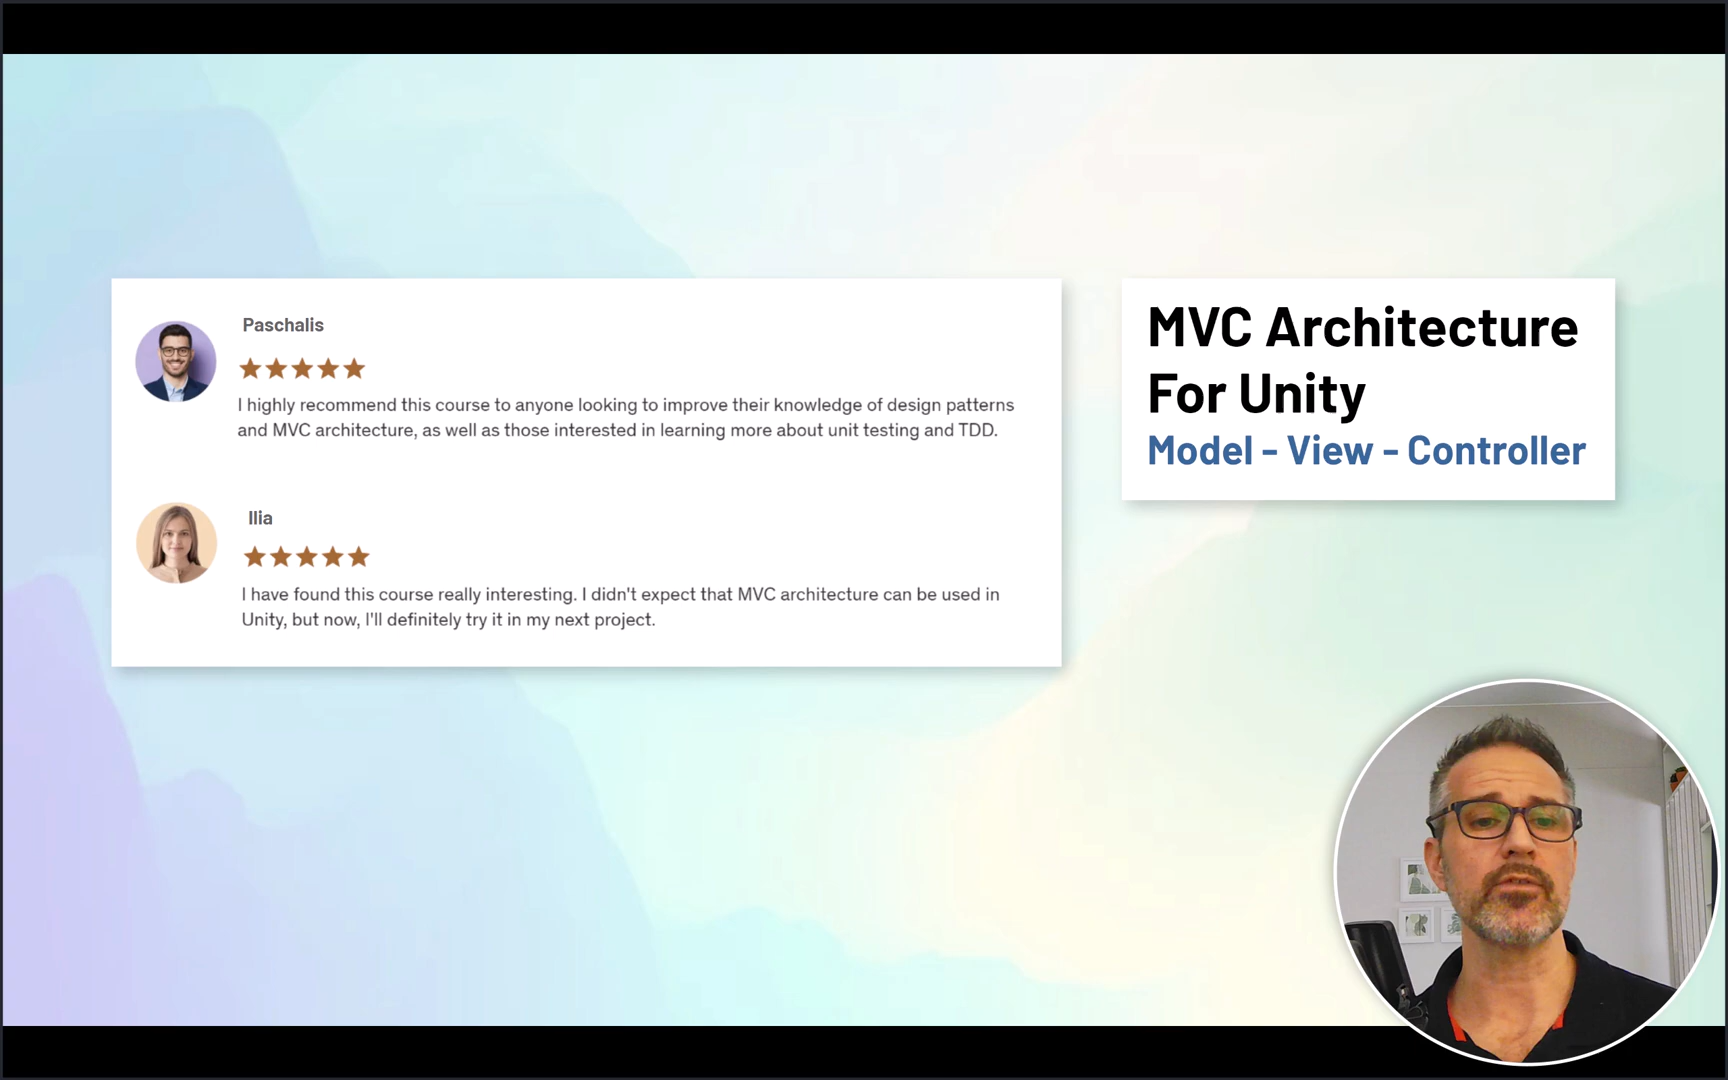 Paschalis
I highly recommend this course to anyone looking to improve their knowledge of design patterns
and MVC architecture, as well as those interested in learning more about unit testing and TDD.
Ilia
I have found this course really interesting. I didn't expect that MVC architecture can be used in
Unity, but now, I'll definitely try it in my next project.
MVC Architecture
For Unity
Model - View - Controller